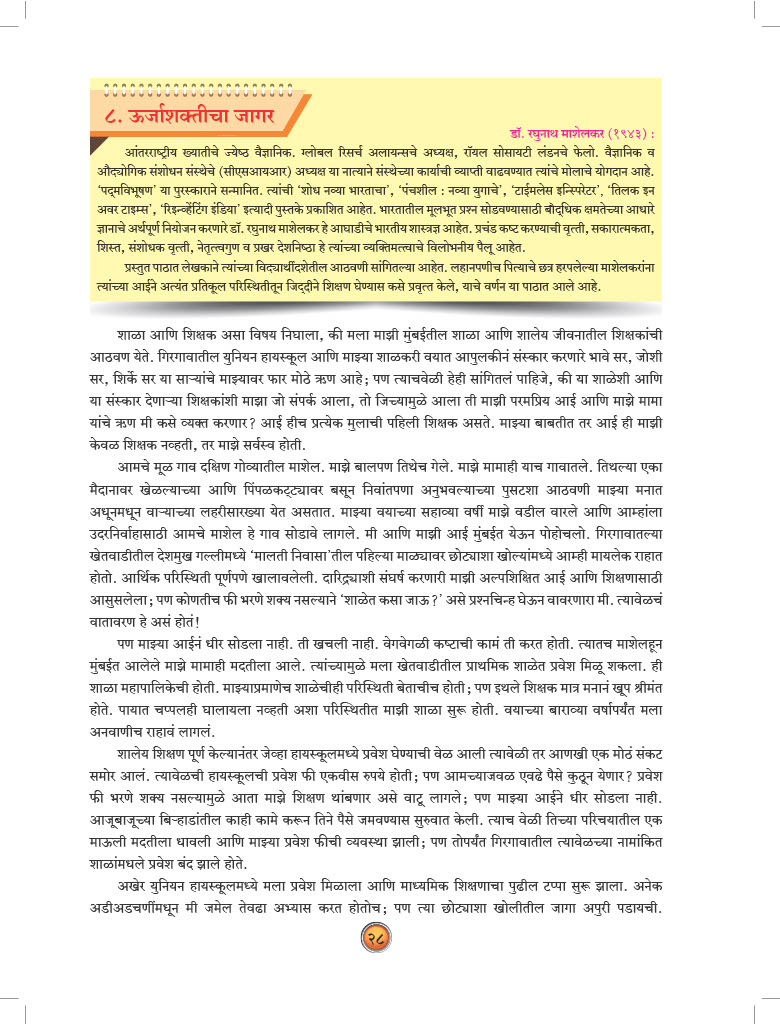 ८. ऊर्जाशक्तीचा जागर
डॉ. रघुनाथ माशेलकर (१९४३) :
आंतरराष्ट्रीय ख्यातीचे ज्येष्ठ वैज्ञानिक. ग्लोबल रिसर्च अलायन्सचे अध्यक्ष, रॉयल सोसायटी लंडनचे फेलो. वैज्ञानिक व
औद्योगिक संशोधन संस्थेचे (सीएसआयआर) अध्यक्ष या नात्याने संस्थेच्या कार्याची व्याप्ती वाढवण्यात त्यांचे मोलाचे योगदान आहे.
‘पद्मविभूषण’ या पुरस्काराने सन्मानित. त्यांची ‘शोध नव्या भारताचा’, ‘पंचशील : नव्या युगाचे’, ‘टाईमलेस इन्स्पिरेटर’, ‘तिलक इन
अवर टाइम्स’, ‘रिइन्व्हेंटिंग इंडिया’ इत्यादी पुस्तके प्रकाशित आहेत. भारतातील मूलभूत प्रश्न सोडवण्यासाठी बौद्धिक क्षमतेच्या आधारे
ज्ञानाचे अर्थपूर्ण नियोजन करणारे डॉ. रघुनाथ माशेलकर हे आघाडीचे भारतीय शास्त्रज्ञ आहेत. प्रचंड कष्ट करण्याची वृत्ती, सकारात्मकता,
शिस्त, संशोधक वृत्ती, नेतृत्वगुण व प्रखर देशनिष्ठा हे त्यांच्या व्यक्तिमत्त्वाचे विलोभनीय पैलू आहेत.
प्रस्तुत पाठात लेखकाने त्यांच्या विद्यार्थीदशेतील आठवणी सांगितल्या आहेत. लहानपणीच पित्याचे छत्र हरपलेल्या माशेलकरांना
त्यांच्या आईने अत्यंत प्रतिकूल परिस्थितीतून जिद्दीने शिक्षण घेण्यास कसे प्रवृत्त केले, याचे वर्णन या पाठात आले आहे.
शाळा आणि शिक्षक असा विषय निघाला, की मला माझी मुंबईतील शाळा आणि शालेय जीवनातील शिक्षकांची
आठवण येते. गिरगावातील युनियन हायस्कूल आणि माझ्या शाळकरी वयात आपुलकीनं संस्कार करणारे भावे सर, जोशी
सर, शिर्के सर या साऱ्यांचे माझ्यावर फार मोठे ऋण आहे; पण त्याचवेळी हेही सांगितलं पाहिजे, की या शाळेशी आणि
या संस्कार देणाऱ्या शिक्षकांशी माझा जो संपर्क आला, तो जिच्यामुळे आला ती माझी परमप्रिय आई आणि माझे मामा
यांचे ऋण मी कसे व्यक्त करणार? आई हीच प्रत्येक मुलाची पहिली शिक्षक असते. माझ्या बाबतीत तर आई ही माझी
केवळ शिक्षक नव्हती, तर माझे सर्वस्व होती.
आमचे मूळ गाव दक्षिण गोव्यातील माशेल. माझे बालपण तिथेच गेले. माझे मामाही याच गावातले. तिथल्या एका
मैदानावर खेळल्याच्या आणि पिंपळकट्ट्यावर बसून निवांतपणा अनुभवल्याच्या पुसटशा आठवणी माझ्या मनात
अधूनमधून वाऱ्याच्या लहरीसारख्या येत असतात. माझ्या वयाच्या सहाव्या वर्षी माझे वडील वारले आणि आम्हांला
उदरनिर्वाहासाठी आमचे माशेल हे गाव सोडावे लागले. मी आणि माझी आई मुंबईत येऊन पोहोचलो. गिरगावातल्या
खेतवाडीतील देशमुख गल्लीमध्ये ‘मालती निवासा’तील पहिल्या माळ्यावर छोट्याशा खोल्यांमध्ये आम्ही मायलेक राहात
होतो. आर्थिक परिस्थिती पूर्णपणे खालावलेली. दारिद्र्याशी संघर्ष करणारी माझी अल्पशिक्षित आई आणि शिक्षणासाठी
आसुसलेला; पण कोणतीच फी भरणे शक्य नसल्याने ‘शाळेत कसा जाऊ?’ असे प्रश्नचिन्ह घेऊन वावरणारा मी. त्यावेळचं
वातावरण हे असं होतं!
पण माझ्या आईनं धीर सोडला नाही. ती खचली नाही. वेगवेगळी कष्टाची कामं ती करत होती. त्यातच माशेलहून
मुंबईत आलेले माझे मामाही मदतीला आले. त्यांच्यामुळे मला खेतवाडीतील प्राथमिक शाळेत प्रवेश मिळू शकला. ही
शाळा महापालिकेची होती. माझ्याप्रमाणेच शाळेचीही परिस्थिती बेताचीच होती; पण इथले शिक्षक मात्र मनानं खूप श्रीमंत
होते. पायात चप्पलही घालायला नव्हती अशा परिस्थितीत माझी शाळा सुरू होती. वयाच्या बाराव्या वर्षापर्यंत मला
अनवाणीच राहावं लागलं.
शालेय शिक्षण पूर्ण केल्यानंतर जेव्हा हायस्कूलमध्ये प्रवेश घेण्याची वेळ आली त्यावेळी तर आणखी एक मोठं संकट
समोर आलं. त्यावेळची हायस्कूलची प्रवेश फी एकवीस रुपये होती; पण आमच्याजवळ एवढे पैसे कुठून येणार? प्रवेश
फी भरणे शक्य नसल्यामुळे आता माझे शिक्षण थांबणार असे वाटू लागले; पण माझ्या आईने धीर सोडला नाही.
आजूबाजूच्या बिऱ्हाडांतील काही कामे करून तिने पैसे जमवण्यास सुरुवात केली. त्याच वेळी तिच्या परिचयातील एक
माऊली मदतीला धावली आणि माझ्या प्रवेश फीची व्यवस्था झाली; पण तोपर्यंत गिरगावातील त्यावेळच्या नामांकित
शाळांमधले प्रवेश बंद झाले होते.
अखेर युनियन हायस्कूलमध्ये मला प्रवेश मिळाला आणि माध्यमिक शिक्षणाचा पुढील टप्पा सुरू झाला. अनेक
अडीअडचणींमधून मी जमेल तेवढा अभ्यास करत होतोच; पण त्या छोट्याशा खोलीतील जागा अपुरी पडायची.
२८